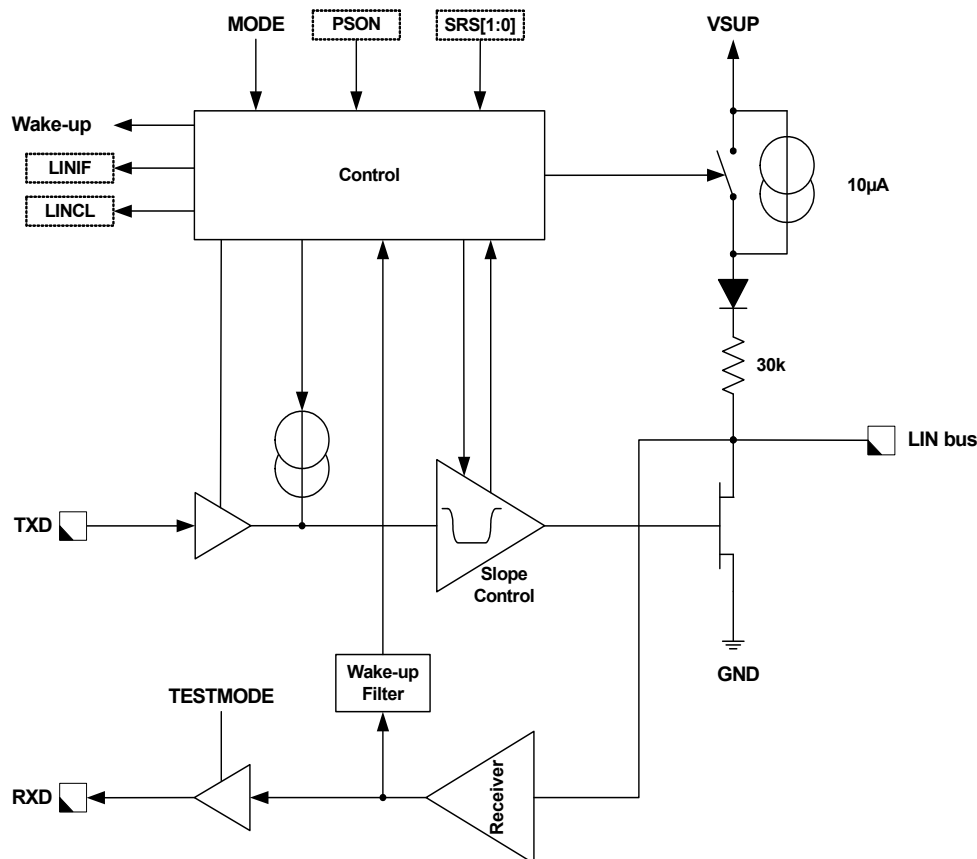 MODE
PSON
SRS[1:0]
VSUP
Wake-up
LINIF
LINCL
Control
10µA
30k
LIN bus
TXD
Slope
Control
GND
Wake-up
Filter
TESTMODE
RXD
Receiver